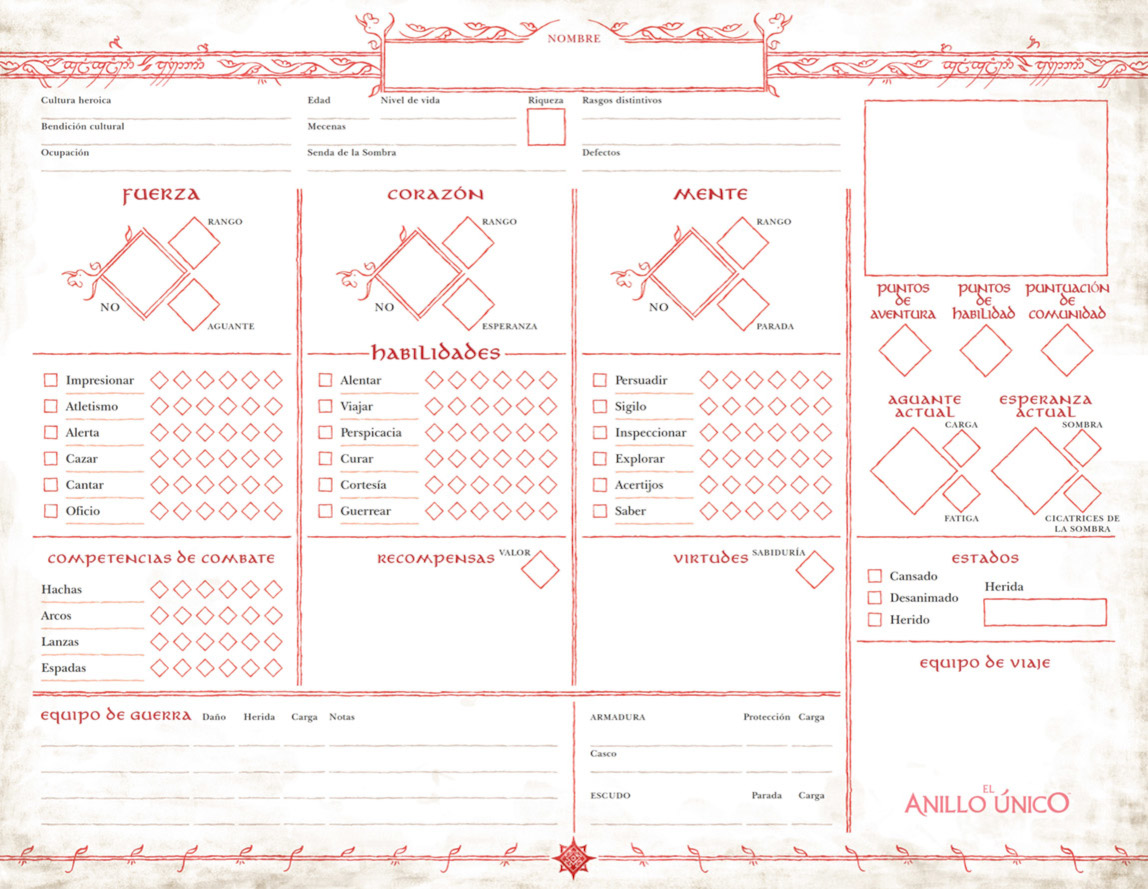 NOMBRE
Cultura heroica
Edad Nivel de vida
Riqueza
Rasgos distintivos
Bendición cultural
Mecenas
Ocupación
Senda de la Sombra
Defectos
FUERZA
RANGO
NO
AGUANTE
CORAZÓN
RANGO
NO
ESPERANZA
MENTE
RANGO
NO
PARADA
HABILIDADES
Impresionar
Atletismo
Alerta
Cazar
Cantar
Oficio
Alentar
Viajar
Perspicacia
Curar
Cortesía
Guerrear
Persuadir
Sigilo
Inspeccionar
Explorar
Acertijos
Saber
COMPETENCIAS DE COMBATE
Hachas
Arcos
Lanzas
Espadas
RECOMPENSAS VALOR
VIRTUDES SABIDURÍA
EQUIPO DE GUERRA Daño Herida Carga Notas
ARMADURA Protección Carga
Casco
ESCUDO Parada Carga
PUNTOS
DE
AVENTURA
PUNTOS
DE
HABILIDAD
PUNTUACIÓN
DE
COMUNIDAD
AGUANTE
ACTUAL
CARGA
FATIGA
ESPERANZA
ACTUAL
SOMBRA
CICATRICES DE
LA SOMBRA
ESTADOS
Cansado
Desanimado
Herido
Herida
EQUIPO DE VIAJE
EL
ANILLO ÚNICO